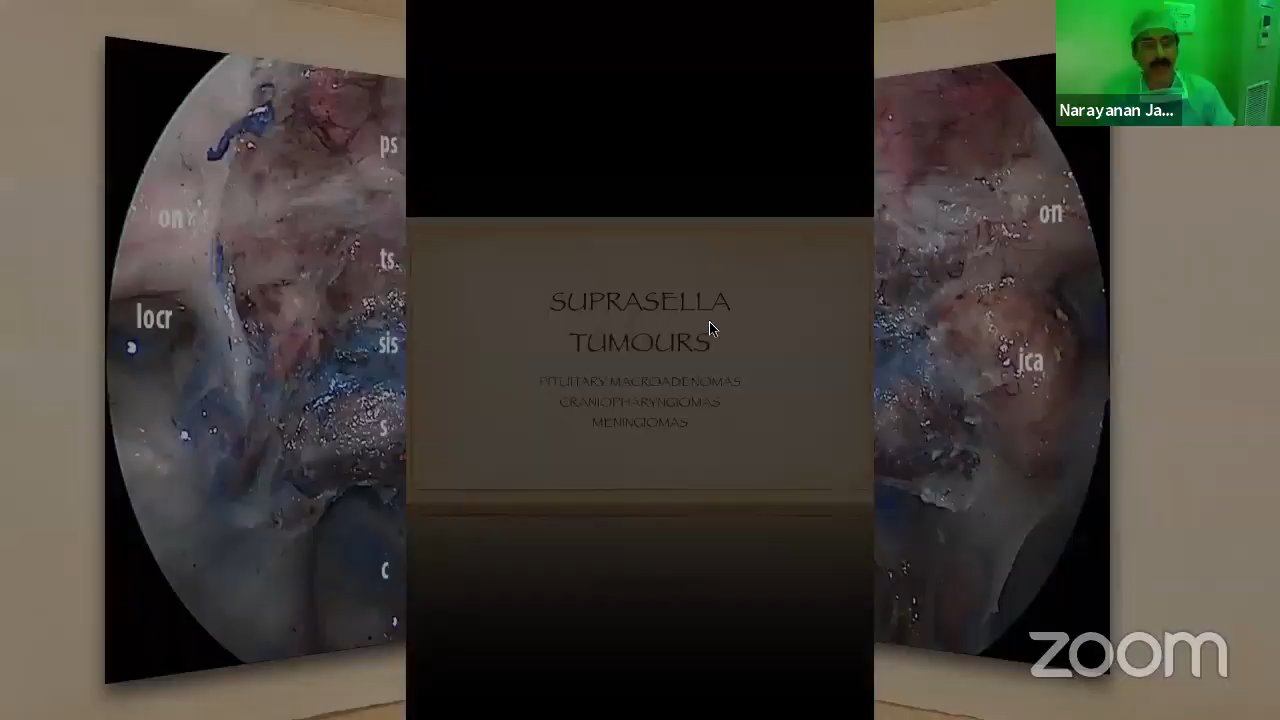 Narayanan Ja...
ps
on
on
ts
locr
sis
ica
s
c
SUPRASELLA
TUMOURS
PITUITARY MACROADENOMAS
CRANIOPHARYNGIOMAS
MENINGIOMAS
zoom